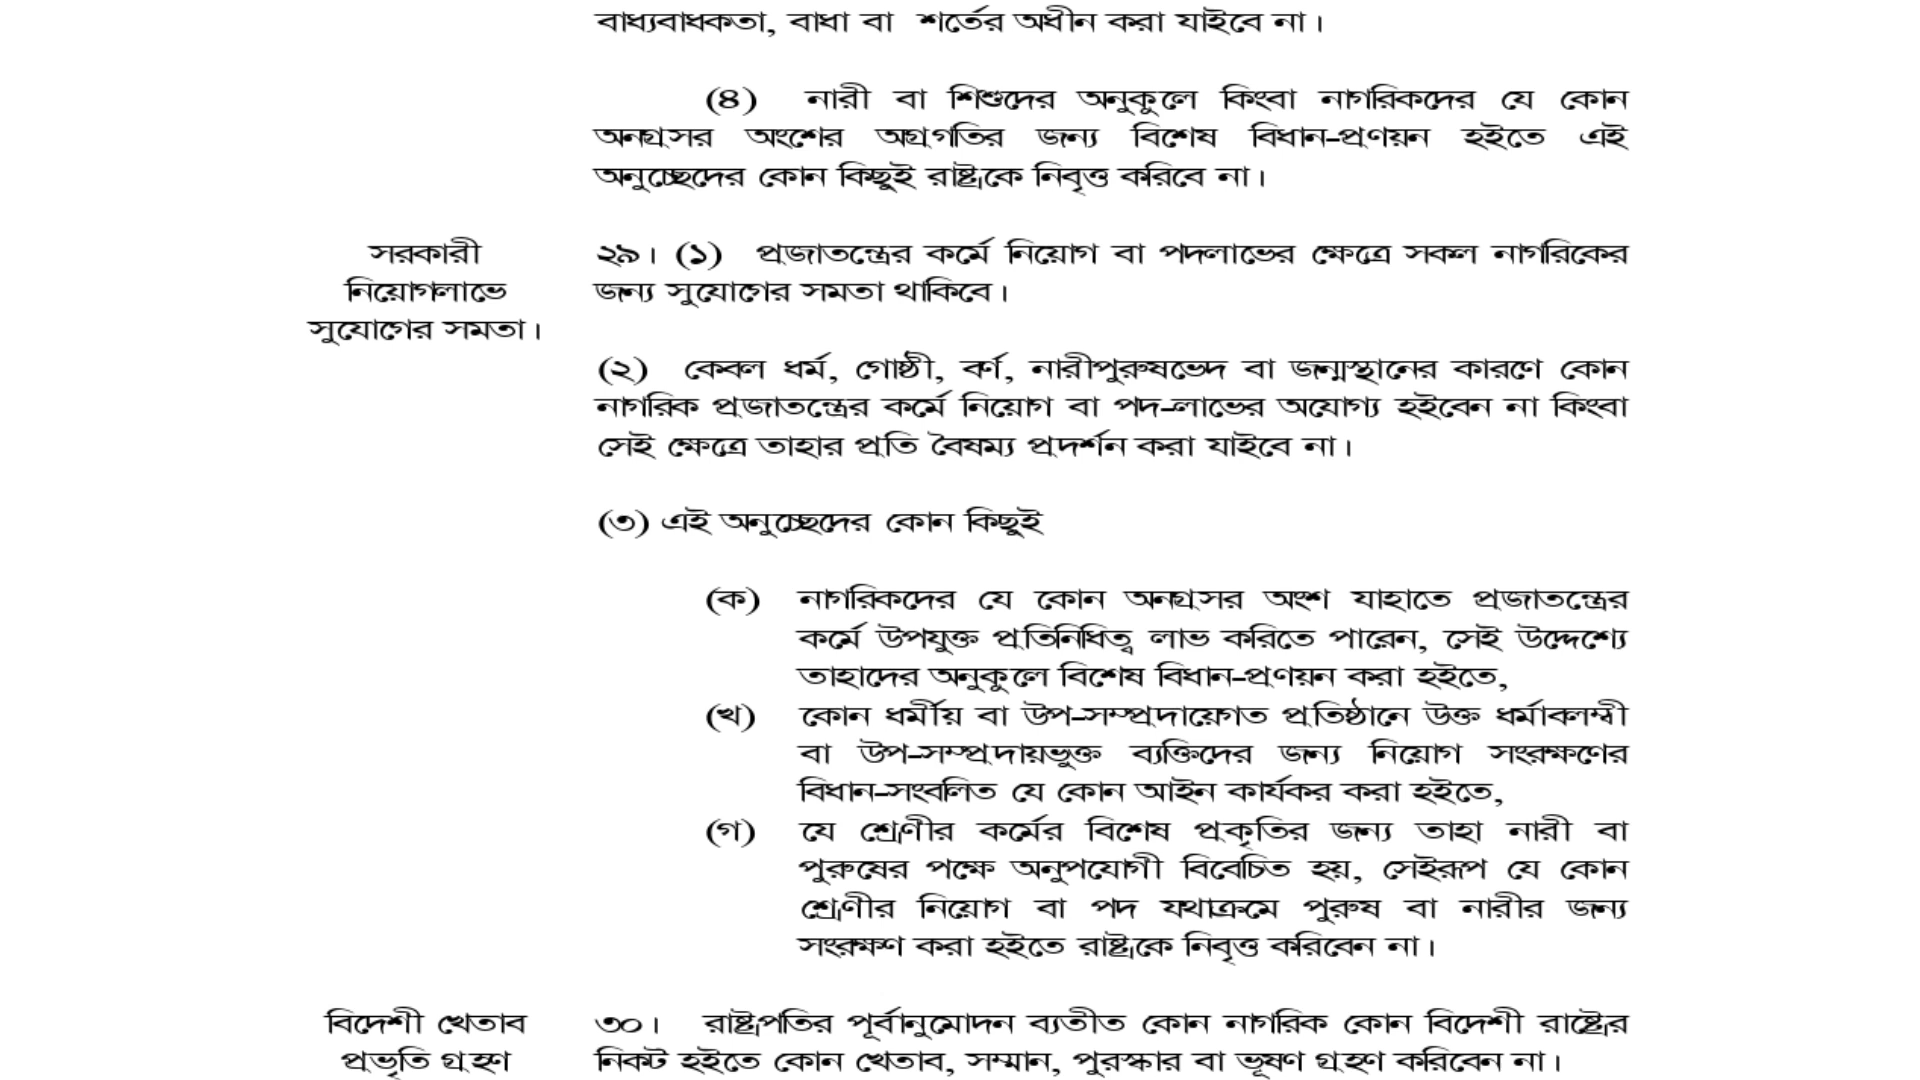 বাধ্যবাধকতা, বাধা বা শর্তের অধীন করা যাইবে না।
(৪) নারী বা শিশুদের অনুকুলে কিংবা নাগরিকদের যে কোন
অনগ্রসর অংশের অগ্রগতির জন্য বিশেষ বিধান-প্রণয়ন হইতে এই
অনুচ্ছেদের কোন কিছুই রাষ্ট্রকে নিবৃত্ত করিবে না।
সরকারী
নিয়োগলাভে
সুযোগের সমতা।
২৯। (১) প্রজাতন্ত্রের কর্মে নিয়োগ বা পদলাভের ক্ষেত্রে সকল নাগরিকের
জন্য সুযোগের সমতা থাকিবে।
(২) কেবল ধর্ম, গোষ্ঠী, বর্ণ, নারীপুরুষভেদ বা জন্মস্থানের কারণে কোন
নাগরিক প্রজাতন্ত্রের কর্মে নিয়োগ বা পদ-লাভের অযোগ্য হইবেন না কিংবা
সেই ক্ষেত্রে তাহার প্রতি বৈষম্য প্রদর্শন করা যাইবে না।
(৩) এই অনুচ্ছেদের কোন কিছুই
(ক) নাগরিকদের যে কোন অনগ্রসর অংশ যাহাতে প্রজাতন্ত্রের
কর্মে উপযুক্ত প্রতিনিধিত্ব লাভ করিতে পারেন, সেই উদ্দেশ্যে
তাহাদের অনুকুলে বিশেষ বিধান-প্রণয়ন করা হইতে,
(খ) কোন ধর্মীয় বা উপ-সম্প্রদায়েগত প্রতিষ্ঠানে উক্ত ধর্মাবলম্বী
বা উপ-সম্প্রদায়ভুক্ত ব্যক্তিদের জন্য নিয়োগ সংরক্ষণের
বিধান-সংবলিত যে কোন আইন কার্যকর করা হইতে,
(গ) যে শ্রেণীর কর্মের বিশেষ প্রকৃতির জন্য তাহা নারী বা
পুরুষের পক্ষে অনুপযোগী বিবেচিত হয়, সেইরূপ যে কোন
শ্রেণীর নিয়োগ বা পদ যথাক্রমে পুরুষ বা নারীর জন্য
সংরক্ষণ করা হইতে রাষ্ট্রকে নিবৃত্ত করিবেন না।
বিদেশী খেতাব
প্রভৃতি গ্রহণ
৩০। রাষ্ট্রপতির পূর্বানুমোদন ব্যতীত কোন নাগরিক কোন বিদেশী রাষ্ট্রের
নিকট হইতে কোন খেতাব, সম্মান, পুরস্কার বা ভূষণ গ্রহণ করিবেন না।